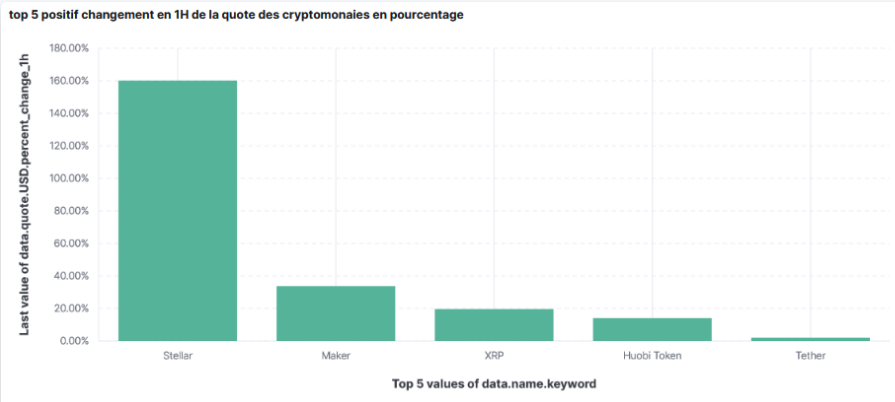 top 5 positif changement en 1H de la quote des cryptomonaies en pourcentage
Last value of data.quote.USD.percent_change_1h
180.00%
160.00%
140.00%
120.00%
100.00%
80.00%
60.00%
40.00%
20.00%
0.00%
Stellar
Maker
XRP
Huobi Token
Tether
Top 5 values of data.name.keyword